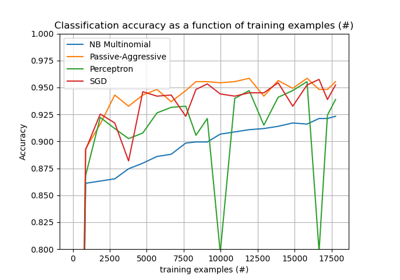 Classification accuracy as a function of training examples (#)
1.000
0.975
0.950
0.925
0.900
0.875
0.850
0.825
0.800
Accuracy
NB Multinomial
Passive-Aggressive
Perceptron
SGD
0 2500 5000 7500 10000 12500 15000 17500
training examples (#)